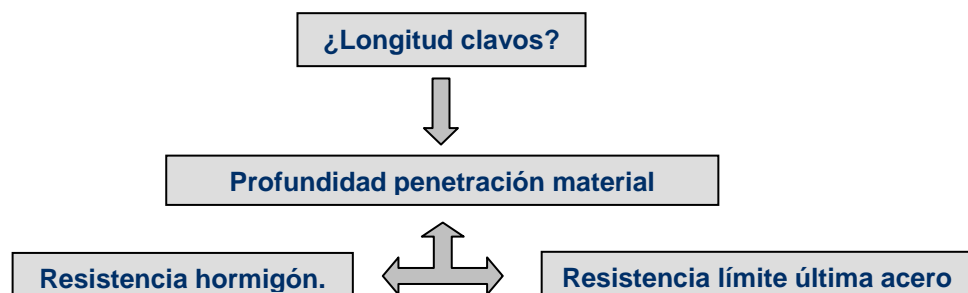 ¿Longitud clavos?
Profundidad penetración material
Resistencia hormigón.
Resistencia límite última acero